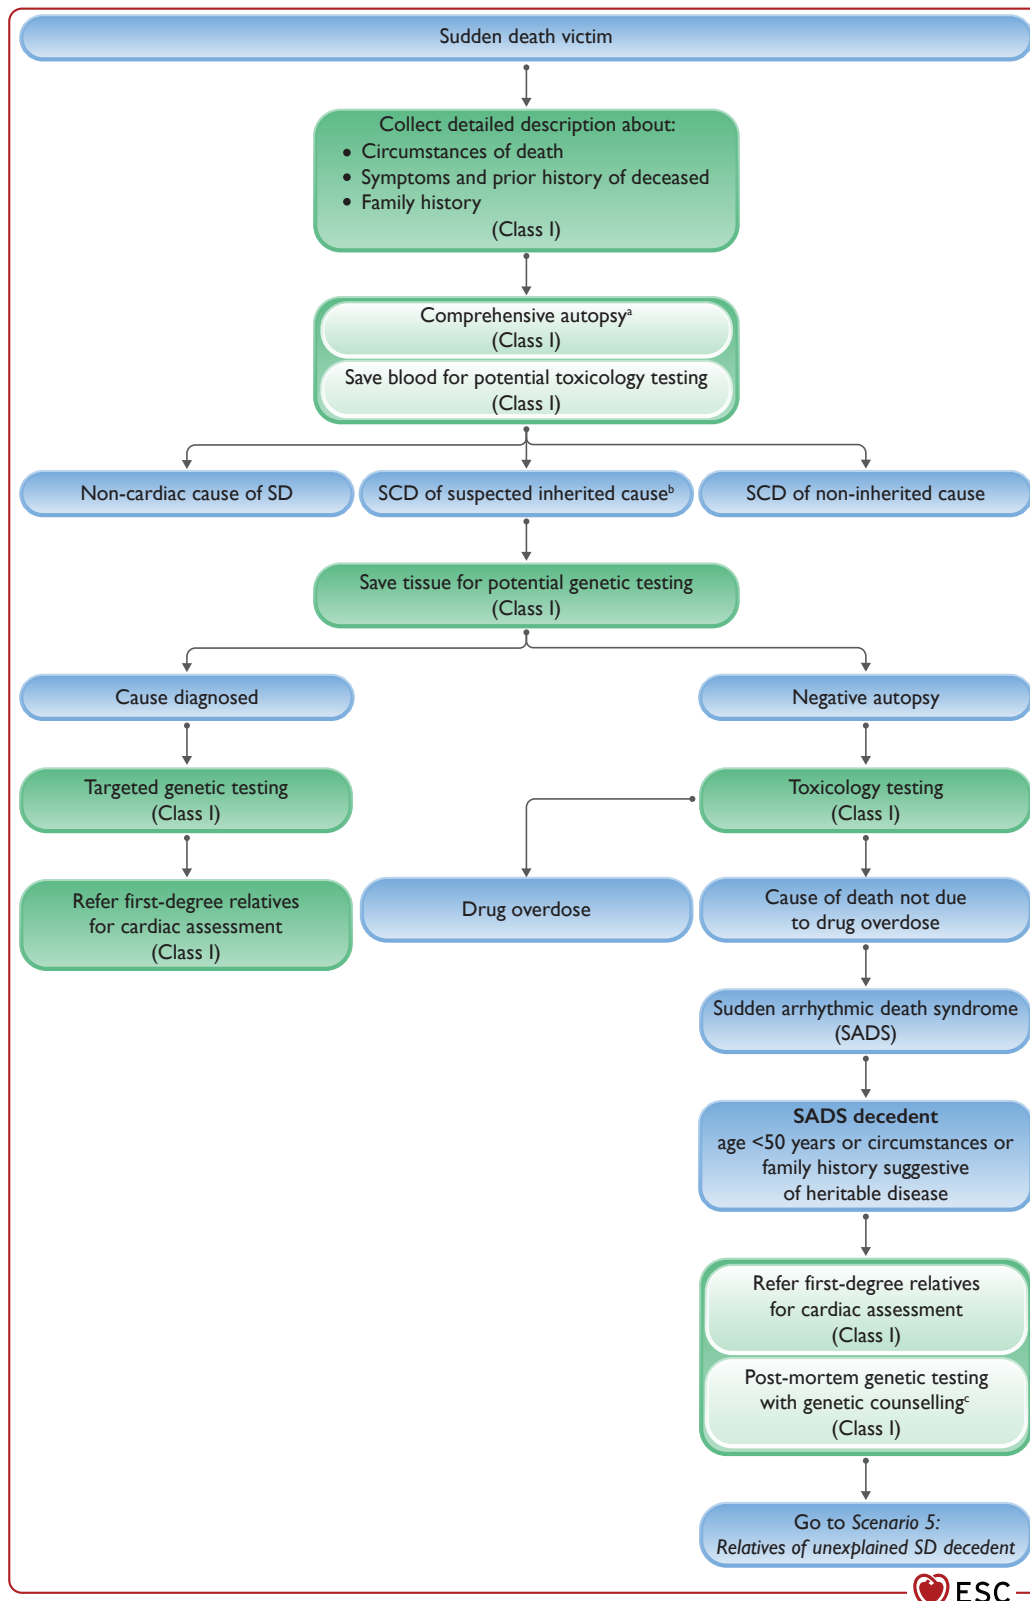 Sudden death victim
Collect detailed description about:
• Circumstances of death
• Symptoms and prior history of deceased
• Family history
(Class I)
Comprehensive autopsyᵃ
(Class I)
Save blood for potential toxicology testing
(Class I)
Non-cardiac cause of SD
SCD of suspected inherited causeᵇ
SCD of non-inherited cause
Save tissue for potential genetic testing
(Class I)
Cause diagnosed
Negative autopsy
Targeted genetic testing
(Class I)
Toxicology testing
(Class I)
Refer first-degree relatives
for cardiac assessment
(Class I)
Drug overdose
Cause of death not due
to drug overdose
Sudden arrhythmic death syndrome
(SADS)
SADS decedent
age <50 years or circumstances or
family history suggestive
of heritable disease
Refer first-degree relatives
for cardiac assessment
(Class I)
Post-mortem genetic testing
with genetic counsellingᶜ
(Class I)
Go to Scenario 5:
Relatives of unexplained SD decedent
ESC